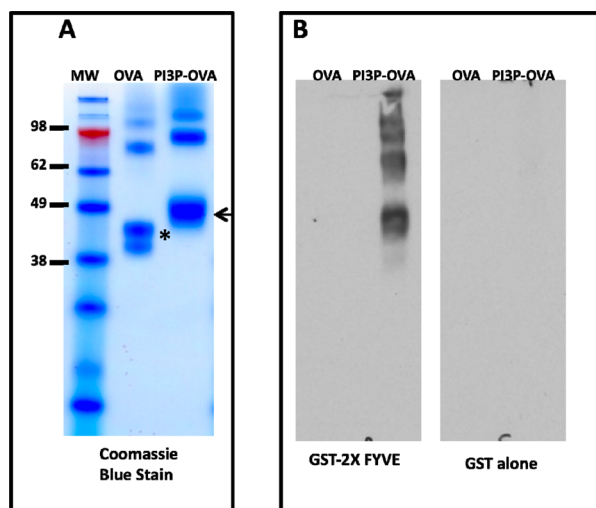 A
MW OVA PI3P-OVA
98
62
49
*
38
Coomassie
Blue Stain
B
OVA PI3P-OVA OVA PI3P-OVA
GST-2X FYVE GST alone